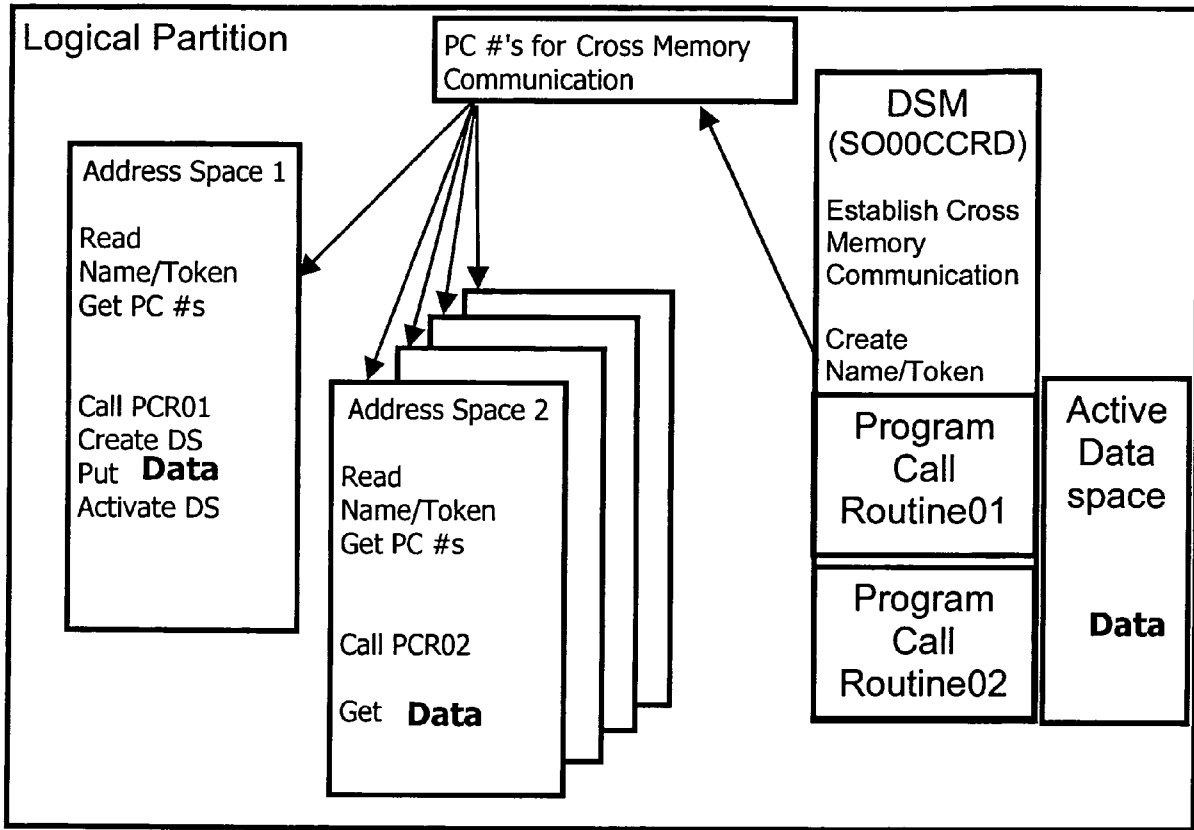 Logical Partition
PC #'s for Cross Memory
Communication
Address Space 1
Read
Name/Token
Get PC #s
Call PCR01
Create DS
Put Data
Activate DS
Address Space 2
Read
Name/Token
Get PC #s
Call PCR02
Get Data
DSM
(SO00CCRD)
Establish Cross
Memory
Communication
Create
Name/Token
Program
Call
Routine01
Program
Call
Routine02
Active
Data
space
Data